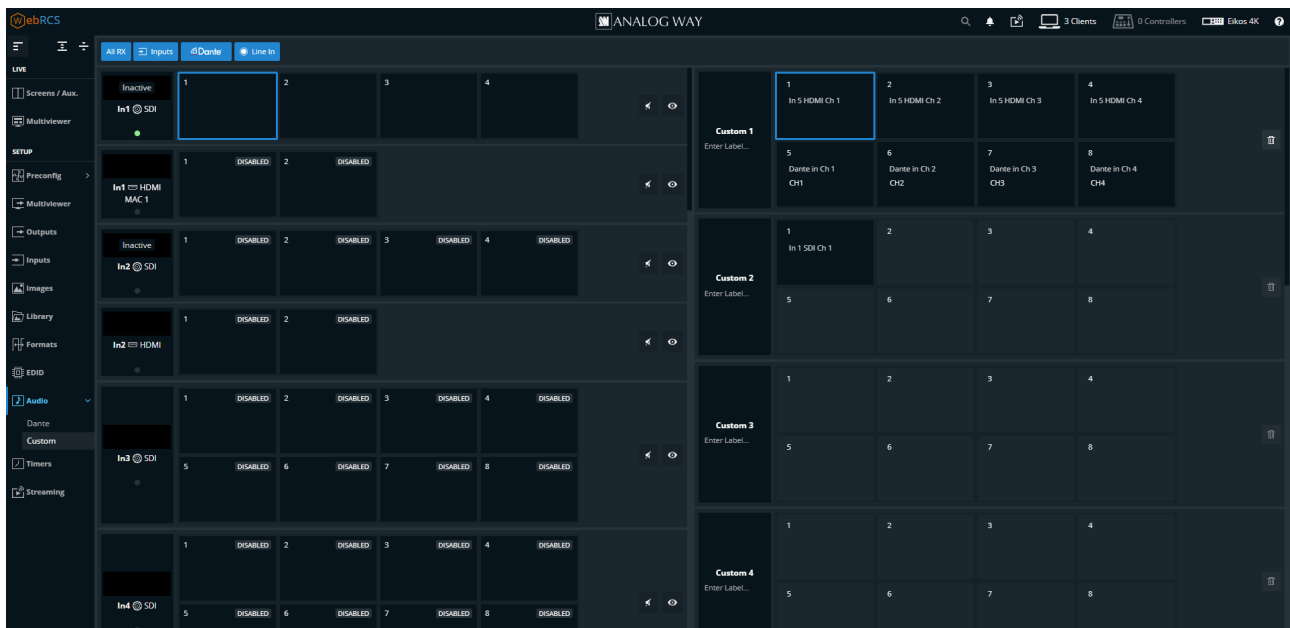 WebRCS
ANALOG WAY
3 Clients
0 Controllers
Eikos 4K
All RX
Inputs
Dante
Line In
LIVE
Screens / Aux.
Multiviewer
SETUP
Preconfig
Multiviewer
Outputs
Inputs
Images
Library
Formats
EDID
Audio
Dante
Custom
Timers
Streaming
Inactive
In1 SDI
1 2 3 4
In1 HDMI
MAC 1
1 DISABLED 2 DISABLED
Inactive
In2 SDI
1 DISABLED 2 DISABLED 3 DISABLED 4 DISABLED
In2 HDMI
1 DISABLED 2 DISABLED
In3 SDI
1 DISABLED 2 DISABLED 3 DISABLED 4 DISABLED
5 DISABLED 6 DISABLED 7 DISABLED 8 DISABLED
In4 SDI
1 DISABLED 2 DISABLED 3 DISABLED 4 DISABLED
5 DISABLED 6 DISABLED 7 DISABLED 8 DISABLED
Custom 1
Enter Label...
1 2 3 4
In 5 HDMI Ch 1 In 5 HDMI Ch 2 In 5 HDMI Ch 3 In 5 HDMI Ch 4
5 6 7 8
Dante in Ch 1 Dante in Ch 2 Dante in Ch 3 Dante in Ch 4
CH1 CH2 CH3 CH4
Custom 2
Enter Label...
1 2 3 4
In 1 SDI Ch 1
5 6 7 8
Custom 3
Enter Label...
1 2 3 4
5 6 7 8
Custom 4
Enter Label...
1 2 3 4
5 6 7 8